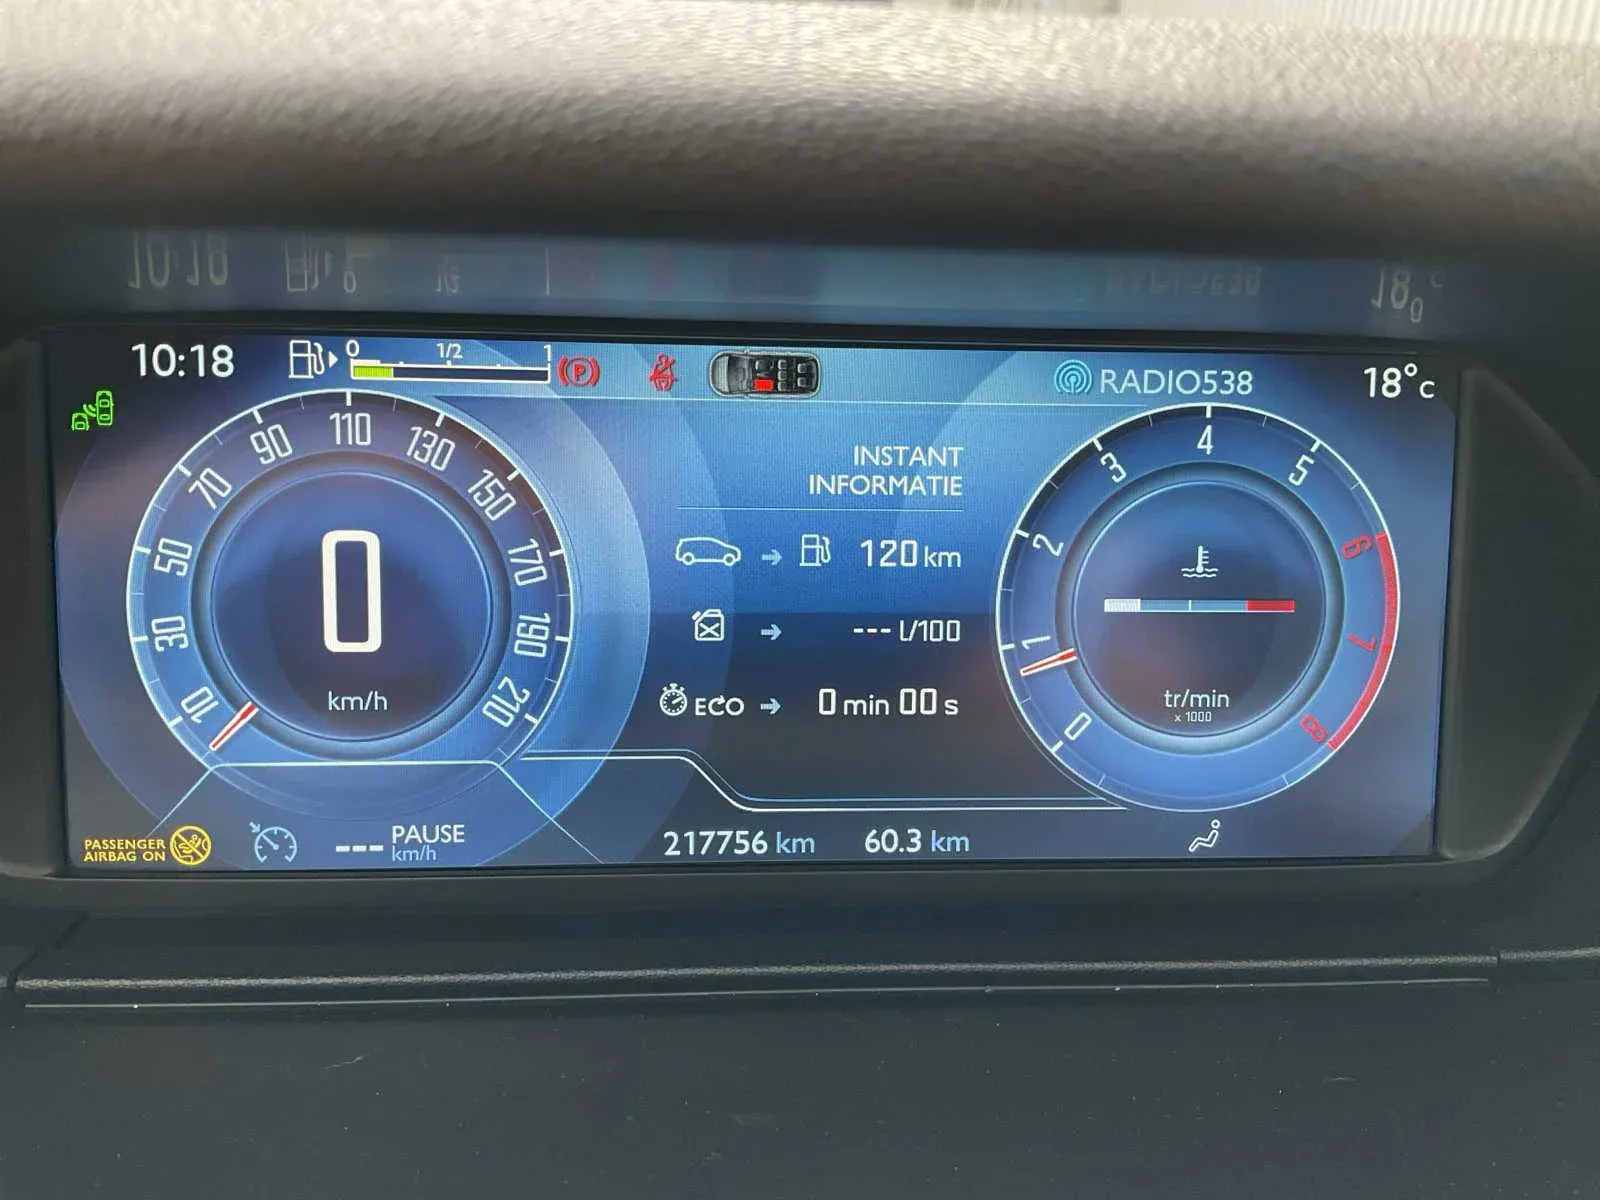 10:18
0 1/2 1
P
RADIO538
18°C
10 30 50 70 90 110 130 150 170 190 210
0
km/h
INSTANT
INFORMATIE
120 km
--- l/100
ECO 0 min 00 s
0 1 2 3 4 5 6 7 8
tr/min
x 1000
PASSENGER
AIRBAG ON
--- PAUSE
km/h
217756 km 60.3 km